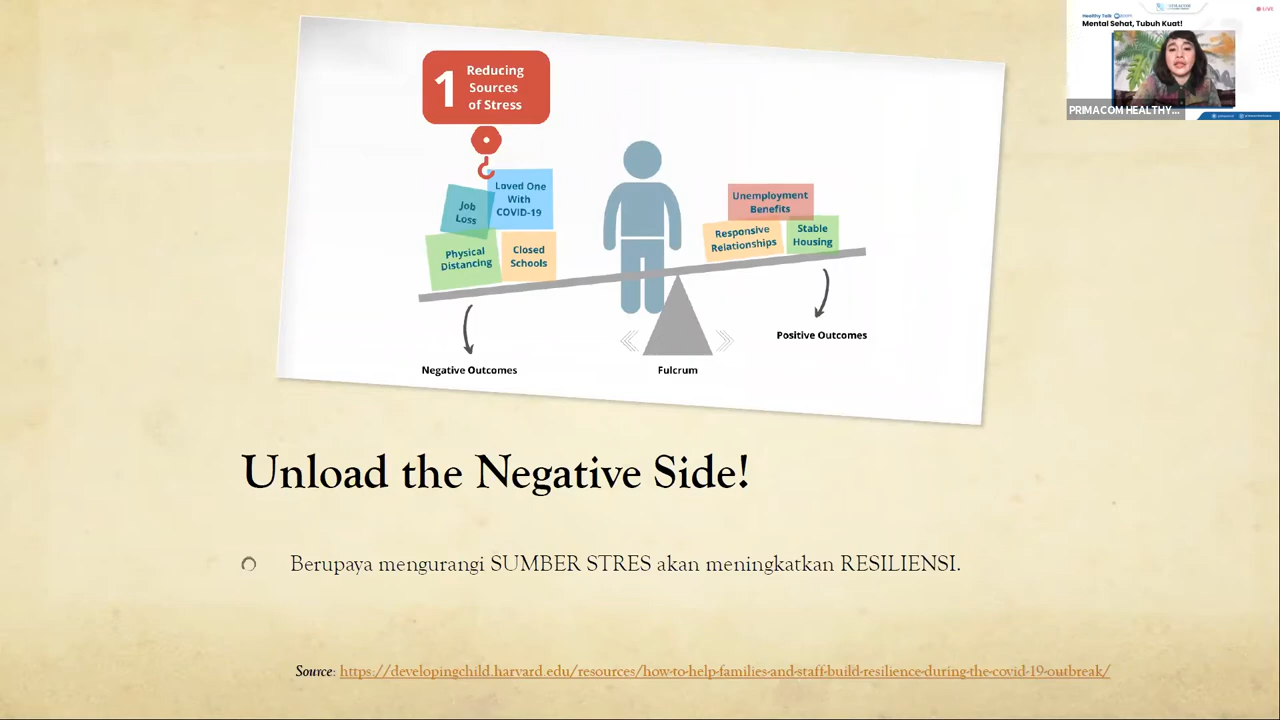 1
Reducing
Sources
of Stress
Job
Loss
Loved One
With
COVID-19
Physical
Distancing
Closed
Schools
Unemployment
Benefits
Responsive
Relationships
Stable
Housing
Negative Outcomes
Fulcrum
Positive Outcomes
Unload the Negative Side!
Berupaya mengurangi SUMBER STRES akan meningkatkan RESILIENSI.
Source: https://developingchild.harvard.edu/resources/how-to-help-families-and-staff-build-resilience-during-the-covid-19-outbreak/
LIVE
Healthy Talk
Mental Sehat, Tubuh Kuat!
PRIMACOM HEALTHY...